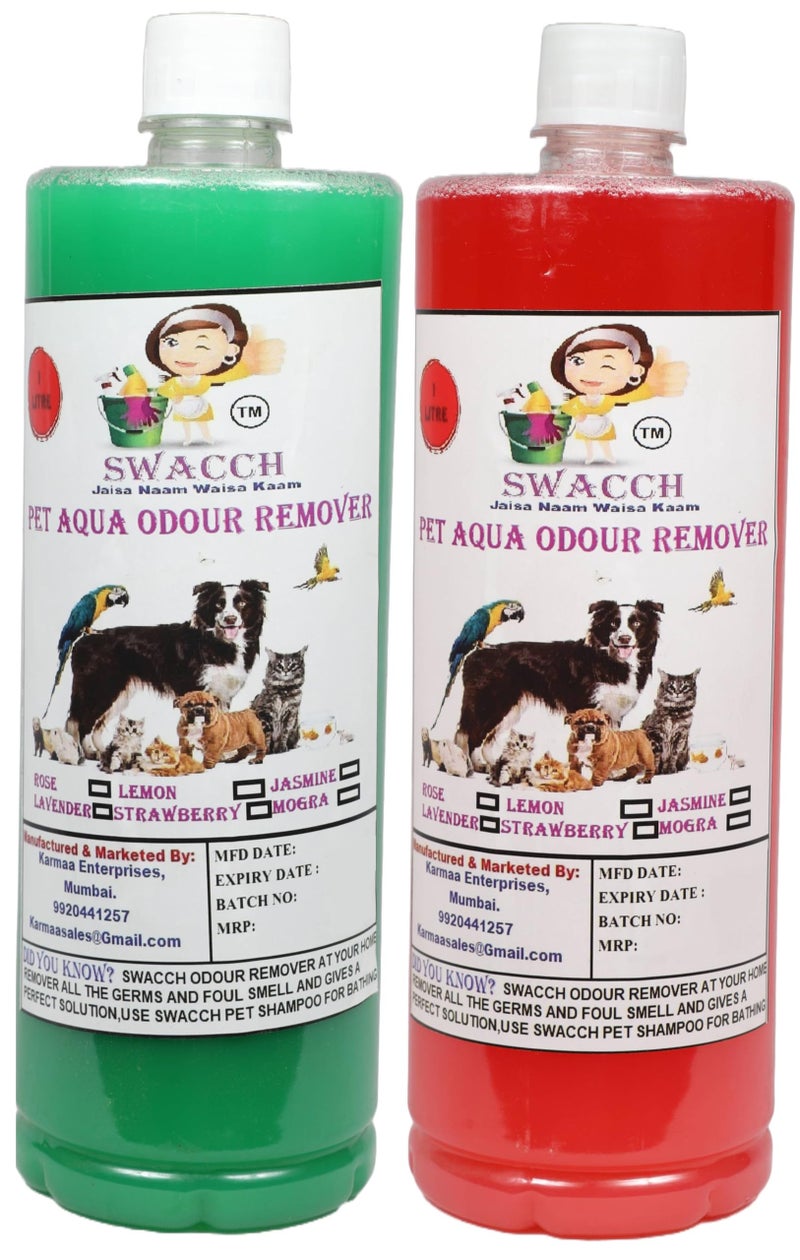 1
LITRE
TM
SWACCH
Jaisa Naam Waisa Kaam
PET AQUA ODOUR REMOVER
ROSE LEMON JASMINE
LAVENDER STRAWBERRY MOGRA
Manufactured & Marketed By:
Karmaa Enterprises,
Mumbai.
9920441257
Karmaasales@Gmail.com
MFD DATE:
EXPIRY DATE :
BATCH NO:
MRP:
DID YOU KNOW? SWACCH ODOUR REMOVER AT YOUR HOME
REMOVER ALL THE GERMS AND FOUL SMELL AND GIVES A
PERFECT SOLUTION,USE SWACCH PET SHAMPOO FOR BATHING
1
LITRE
TM
SWACCH
Jaisa Naam Waisa Kaam
PET AQUA ODOUR REMOVER
ROSE LEMON JASMINE
LAVENDER STRAWBERRY MOGRA
Manufactured & Marketed By:
Karmaa Enterprises,
Mumbai.
9920441257
Karmaasales@Gmail.com
MFD DATE:
EXPIRY DATE :
BATCH NO:
MRP:
DID YOU KNOW? SWACCH ODOUR REMOVER AT YOUR HOME
REMOVER ALL THE GERMS AND FOUL SMELL AND GIVES A
PERFECT SOLUTION,USE SWACCH PET SHAMPOO FOR BATHING